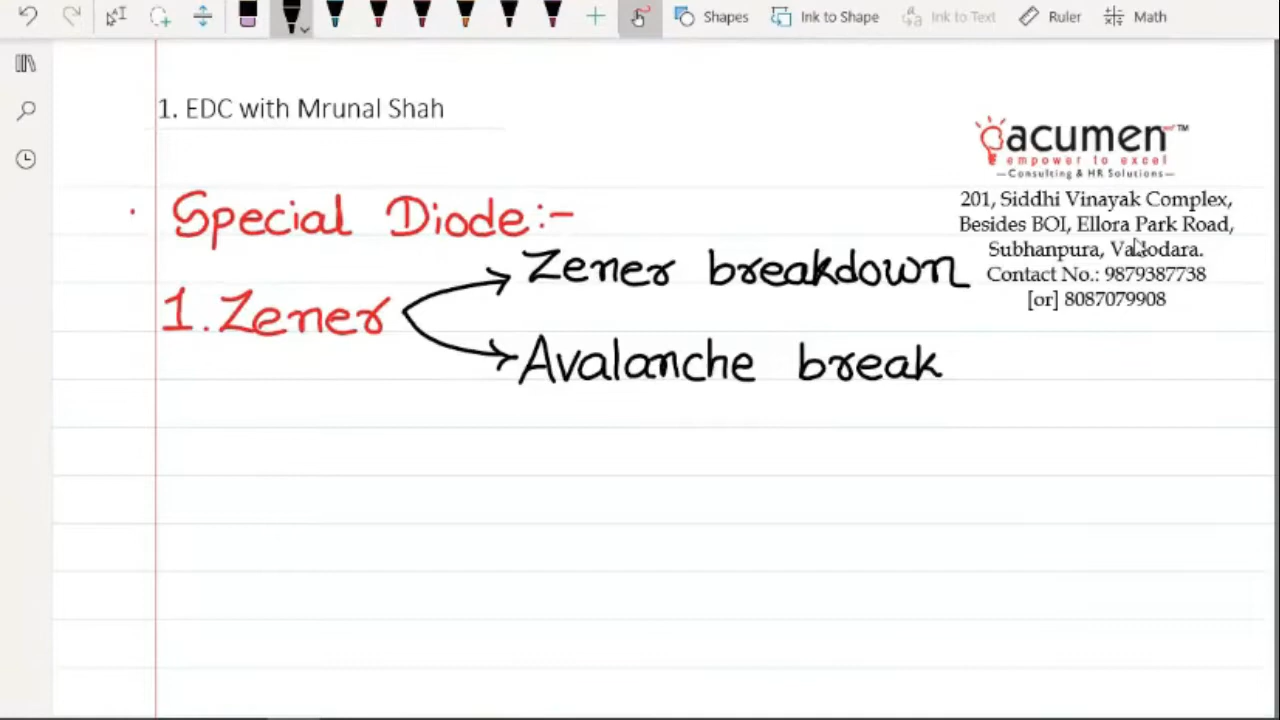 Shapes Ink to Shape Ink to Text Ruler Math
1. EDC with Mrunal Shah
acumen TM
empower to excel
—Consulting & HR Solutions—
201, Siddhi Vinayak Complex,
Besides BOI, Ellora Park Road,
Subhanpura, Vadodara.
Contact No.: 9879387738
[or] 8087079908
Special Diode:-
Zener breakdown
1. Zener
Avalanche break